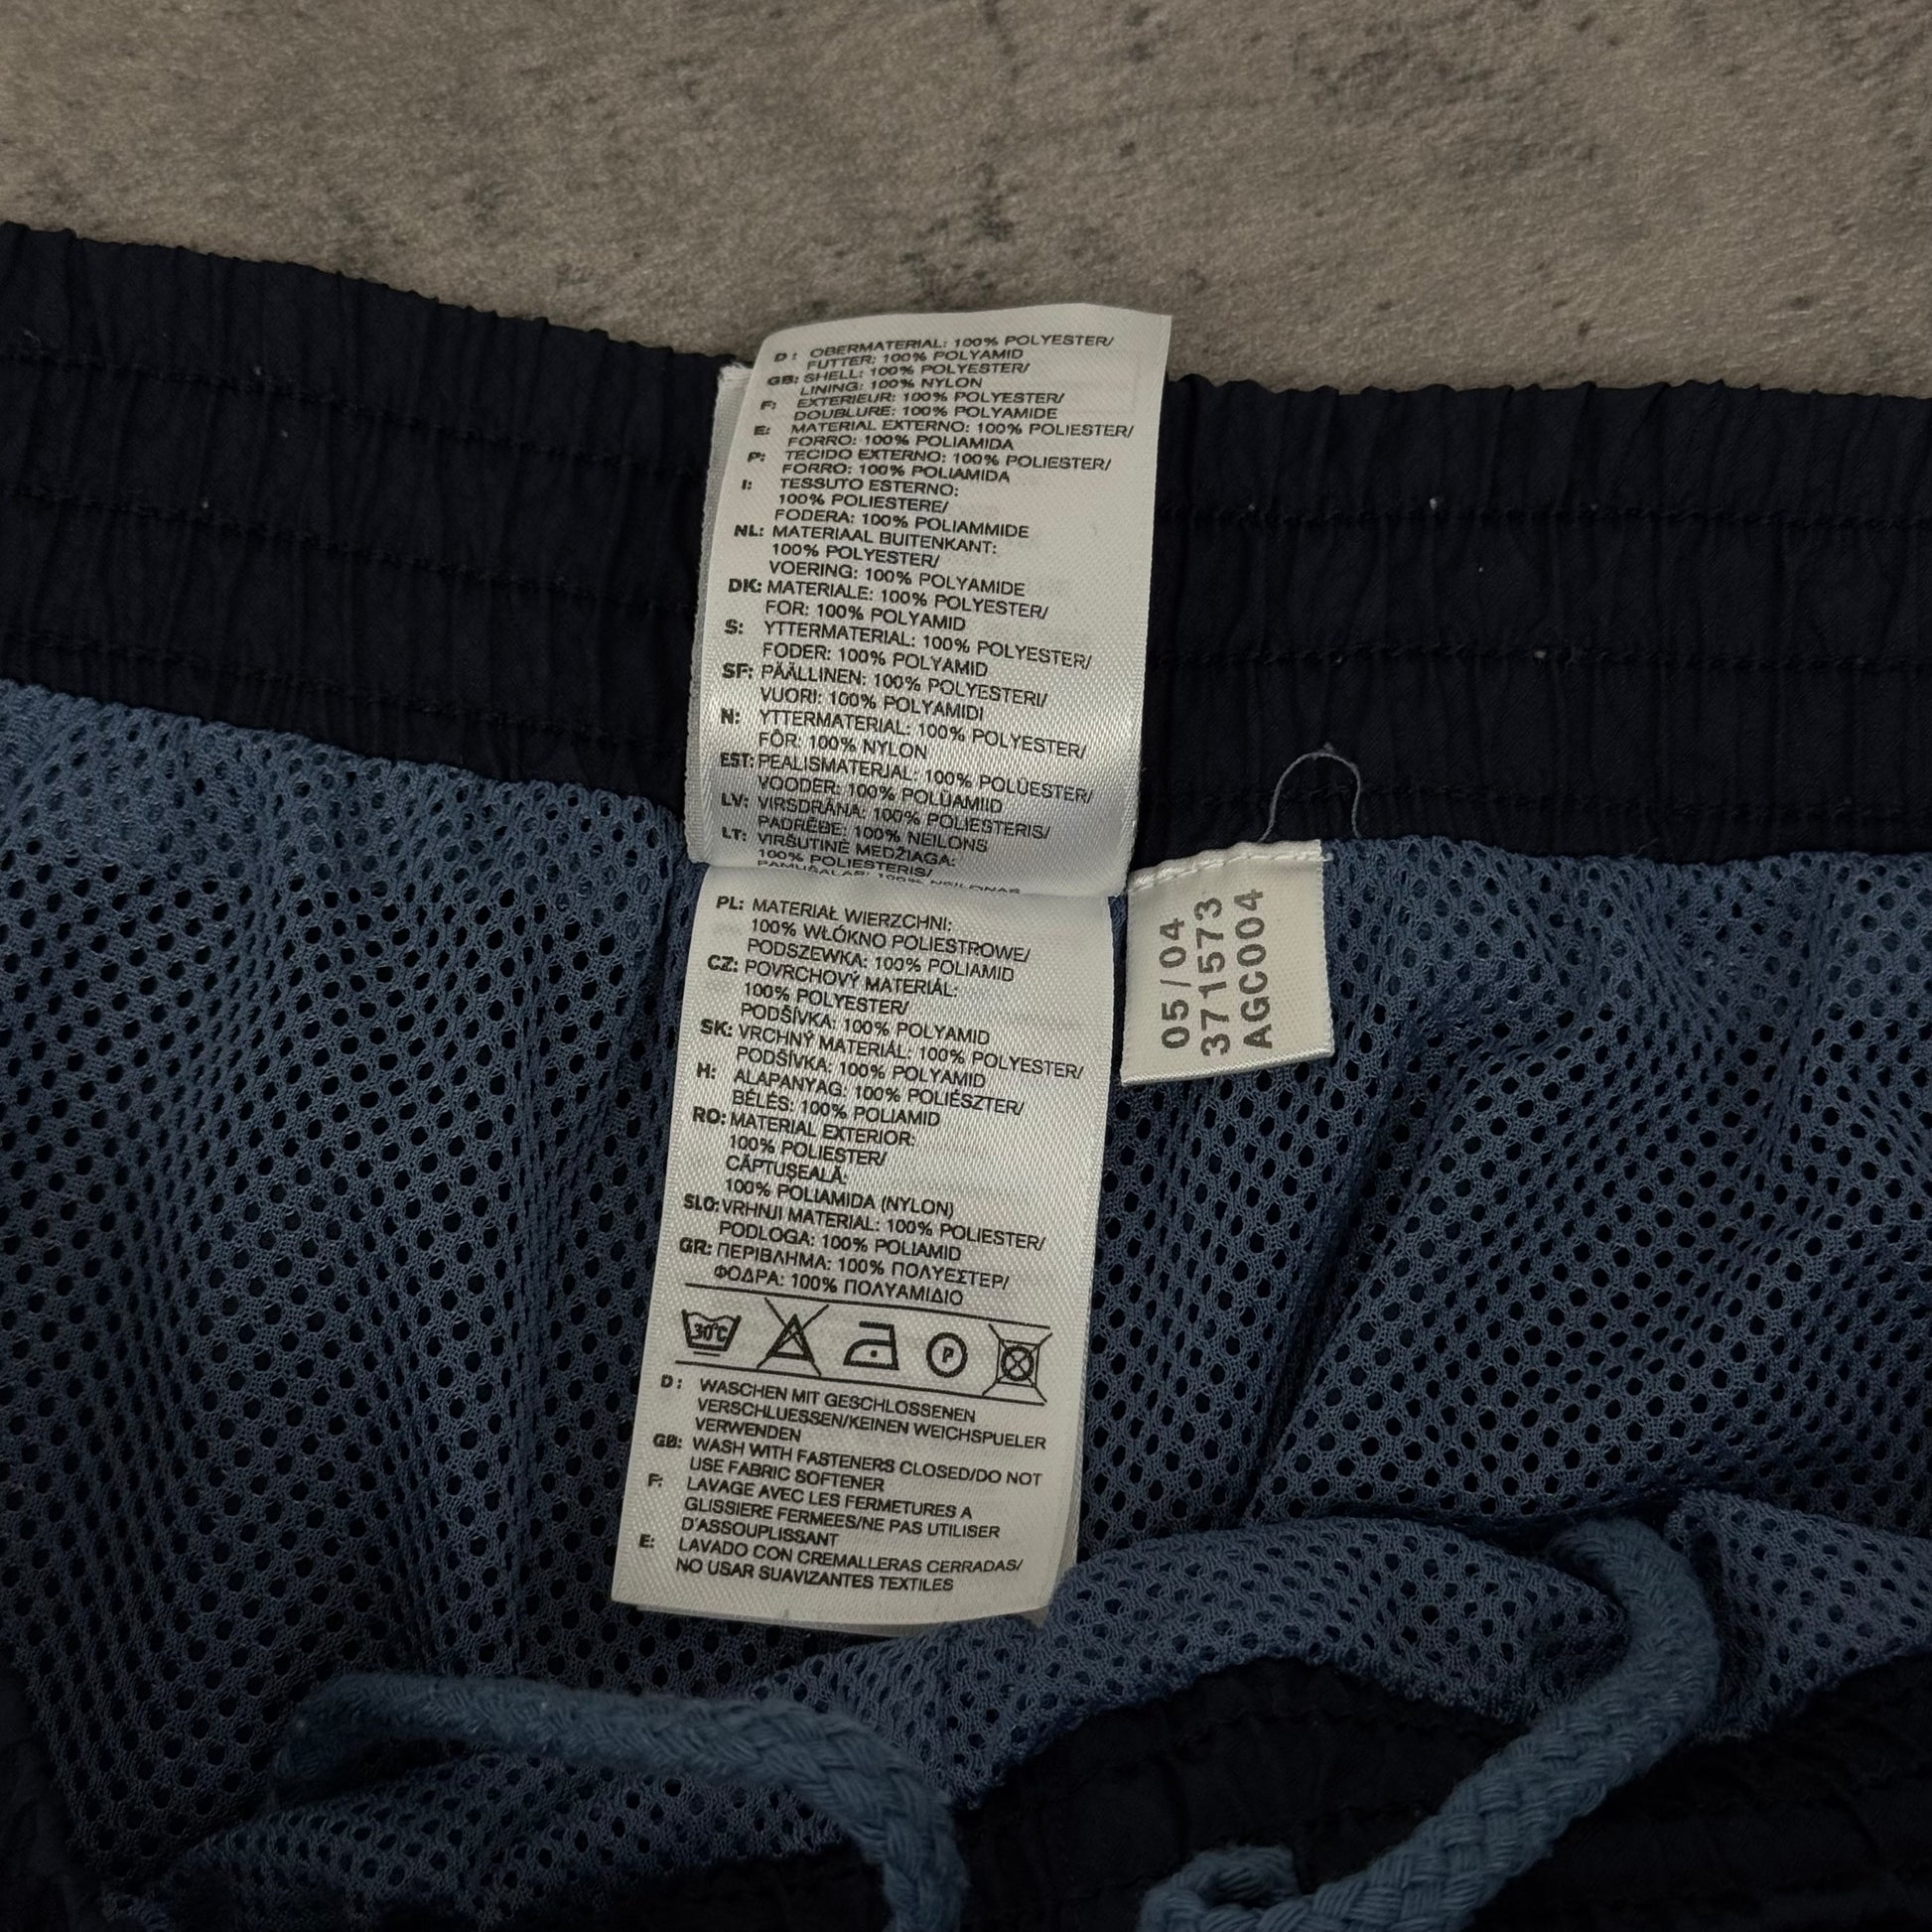 D: OBERMATERIAL: 100% POLYESTER/
FUTTER: 100% POLYAMID
GB: SHELL: 100% POLYESTER/
LINING: 100% NYLON
F: EXTERIEUR: 100% POLYESTER/
DOUBLURE: 100% POLYAMIDE
E: MATERIAL EXTERNO: 100% POLIESTER/
FORRO: 100% POLIAMIDA
P: TECIDO EXTERNO: 100% POLIESTER/
FORRO: 100% POLIAMIDA
I: TESSUTO ESTERNO:
100% POLIESTERE/
FODERA: 100% POLIAMMIDE
NL: MATERIAAL BUITENKANT:
100% POLYESTER/
VOERING: 100% POLYAMIDE
DK: MATERIALE: 100% POLYESTER/
FOR: 100% POLYAMID
S: YTTERMATERIAL: 100% POLYESTER/
FODER: 100% POLYAMID
SF: PÄÄLLINEN: 100% POLYESTERI/
VUORI: 100% POLYAMIDI
N: YTTERMATERIAL: 100% POLYESTER/
FÔR: 100% NYLON
EST: PEALISMATERJAL: 100% POLÜESTER/
VOODER: 100% POLÜAMIID
LV: VIRSDRĀNA: 100% POLIESTERIS/
PADRĒBE: 100% NEILONS
LT: VIRŠUTINĖ MEDŽIAGA:
100% POLIESTERIS/
PAMUŠALAS: 100% NEILONAS
PL: MATERIAŁ WIERZCHNI:
100% WŁÓKNO POLIESTROWE/
PODSZEWKA: 100% POLIAMID
CZ: POVRCHOVÝ MATERIÁL:
100% POLYESTER/
PODŠÍVKA: 100% POLYAMID
SK: VRCHNÝ MATERIÁL: 100% POLYESTER/
PODŠÍVKA: 100% POLYAMID
H: ALAPANYAG: 100% POLIÉSZTER/
BÉLÉS: 100% POLIAMID
RO: MATERIAL EXTERIOR:
100% POLIESTER/
CĂPTUŞEALĂ:
100% POLIAMIDA (NYLON)
SLO: VRHNJI MATERIAL: 100% POLIESTER/
PODLOGA: 100% POLIAMID
GR: ΠΕΡΙΒΛΗΜΑ: 100% ΠΟΛΥΕΣΤΕΡ/
ΦΟΔΡΑ: 100% ΠΟΛΥΑΜΙΔΙΟ
30°C P
D: WASCHEN MIT GESCHLOSSENEN
VERSCHLUESSEN/KEINEN WEICHSPUELER
VERWENDEN
GB: WASH WITH FASTENERS CLOSED/DO NOT
USE FABRIC SOFTENER
F: LAVAGE AVEC LES FERMETURES A
GLISSIERE FERMEES/NE PAS UTILISER
D'ASSOUPLISSANT
E: LAVADO CON CREMALLERAS CERRADAS/
NO USAR SUAVIZANTES TEXTILES
05/04
371573
AGC004